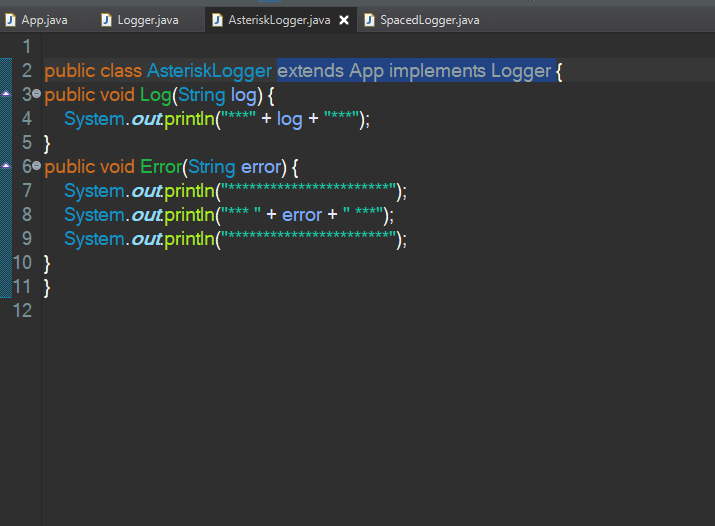 App.java Logger.java AsteriskLogger.java SpacedLogger.java
1
2 public class AsteriskLogger extends App implements Logger {
3 public void Log(String log) {
4 System.out.println("***" + log + "***");
5 }
6 public void Error(String error) {
7 System.out.println("***********************");
8 System.out.println("*** " + error + " ***");
9 System.out.println("***********************");
10 }
11 }
12